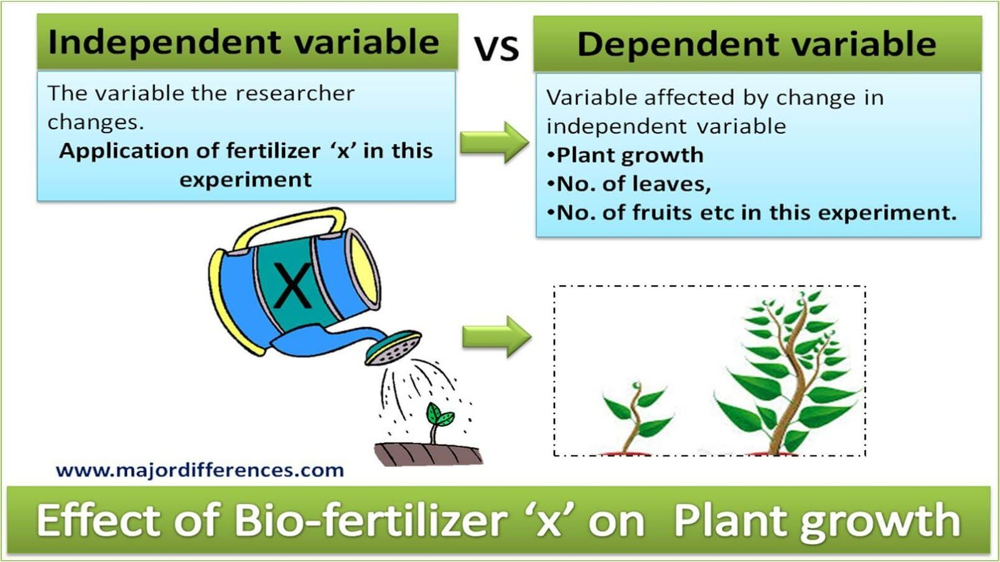 Independent variable
VS
Dependent variable
The variable the researcher
changes.
Application of fertilizer ‘x’ in this
experiment
Variable affected by change in
independent variable
•Plant growth
•No. of leaves,
•No. of fruits etc in this experiment.
X
www.majordifferences.com
Effect of Bio-fertilizer ‘x’ on Plant growth